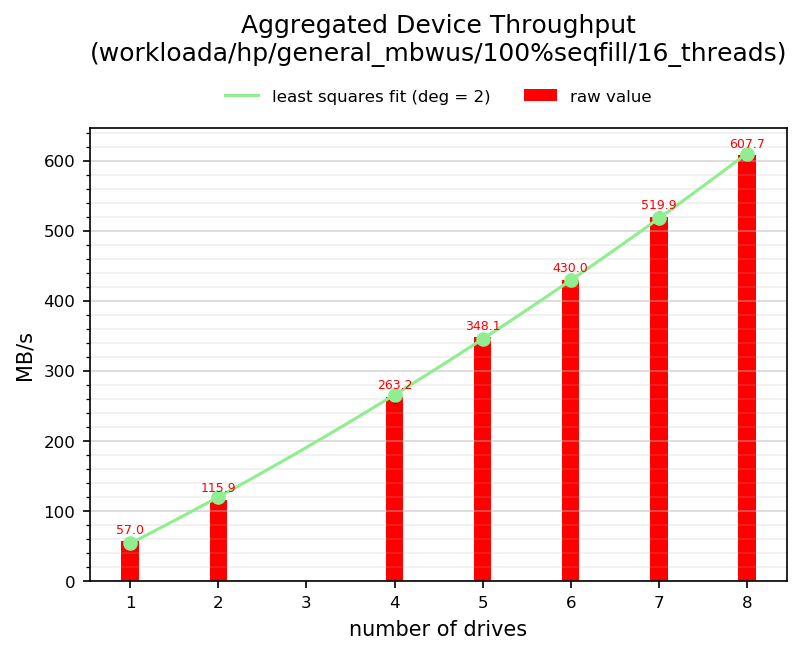 Aggregated Device Throughput
(workloada/hp/general_mbwus/100%seqfill/16_threads)
least squares fit (deg = 2)
raw value
MB/s
600
500
400
300
200
100
0
57.0
115.9
263.2
348.1
430.0
519.9
607.7
1 2 3 4 5 6 7 8
number of drives